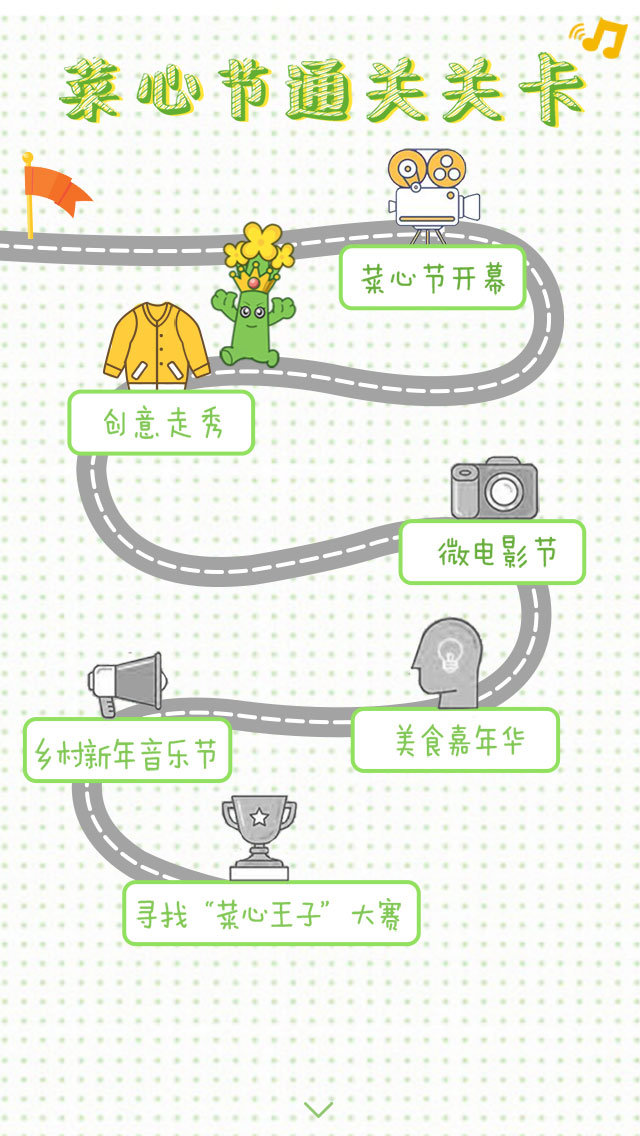 菜心节通关关卡
菜心节开幕
创意走秀
微电影节
美食嘉年华
乡村新年音乐节
寻找“菜心王子” 大赛